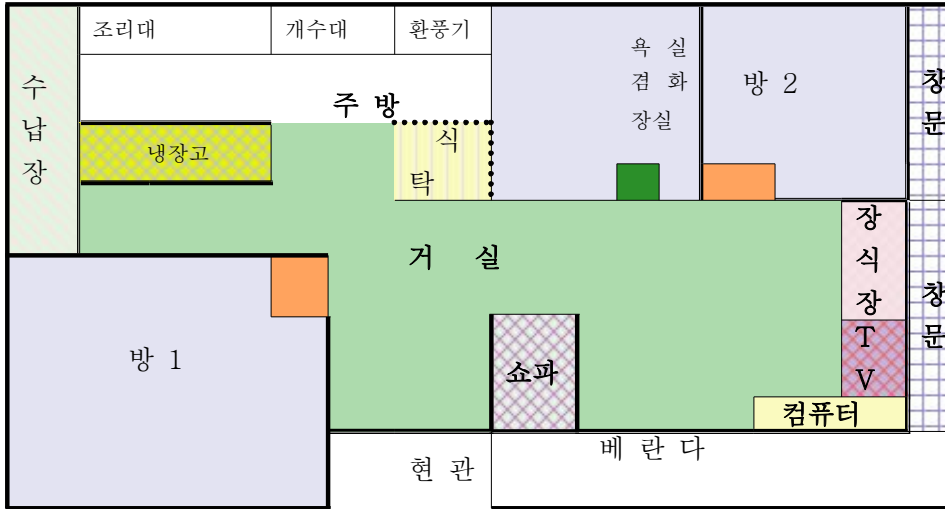 조리대
개수대
환풍기
수
납
장
주 방
냉장고
식
탁
욕 실
겸 화
장실
방 2
창
문
거 실
장
식
장
T
V
창
문
방 1
쇼파
컴퓨터
현 관
베 란 다